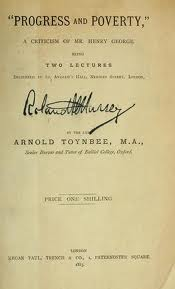 "PROGRESS AND POVERTY,"
A CRITICISM OF MR. HENRY GEORGE.
BEING
TWO LECTURES
DELIVERED IN ST. ANDREW'S HALL, NEWMAN STREET, LONDON,
BY THE LATE
ARNOLD TOYNBEE, M.A.,
Senior Bursar and Tutor of Balliol College, Oxford.
PRICE ONE SHILLING
LONDON
KEGAN PAUL, TRENCH & CO., 1, PATERNOSTER SQUARE.
1883.